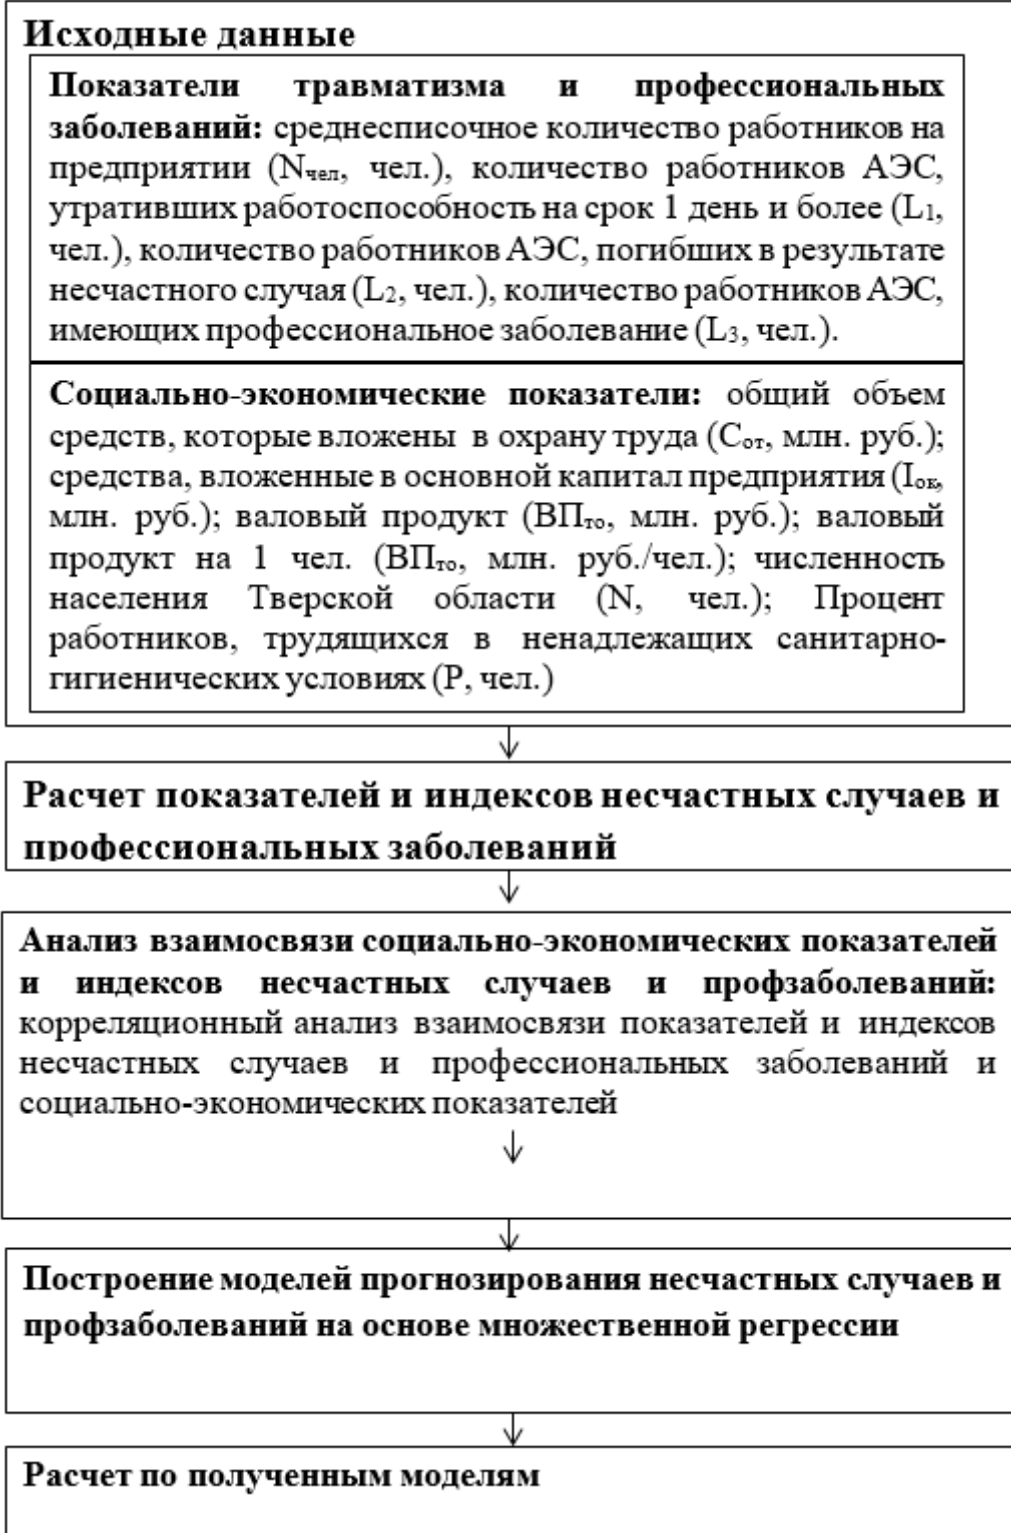 Исходные данные
Показатели травматизма и профессиональных
заболеваний: среднесписочное количество работников на
предприятии (Nчел, чел.), количество работников АЭС,
утративших работоспособность на срок 1 день и более (L1,
чел.), количество работников АЭС, погибших в результате
несчастного случая (L2, чел.), количество работников АЭС,
имеющих профессиональное заболевание (L3, чел.).
Социально-экономические показатели: общий объем
средств, которые вложены в охрану труда (Сот, млн. руб.);
средства, вложенные в основной капитал предприятия (Iок,
млн. руб.); валовый продукт (ВПто, млн. руб.); валовый
продукт на 1 чел. (ВПто, млн. руб./чел.); численность
населения Тверской области (N, чел.); Процент
работников, трудящихся в ненадлежащих санитарно-
гигиенических условиях (Р, чел.)
Расчет показателей и индексов несчастных случаев и
профессиональных заболеваний
Анализ взаимосвязи социально-экономических показателей
и индексов несчастных случаев и профзаболеваний:
корреляционный анализ взаимосвязи показателей и индексов
несчастных случаев и профессиональных заболеваний и
социально-экономических показателей
Построение моделей прогнозирования несчастных случаев и
профзаболеваний на основе множественной регрессии
Расчет по полученным моделям